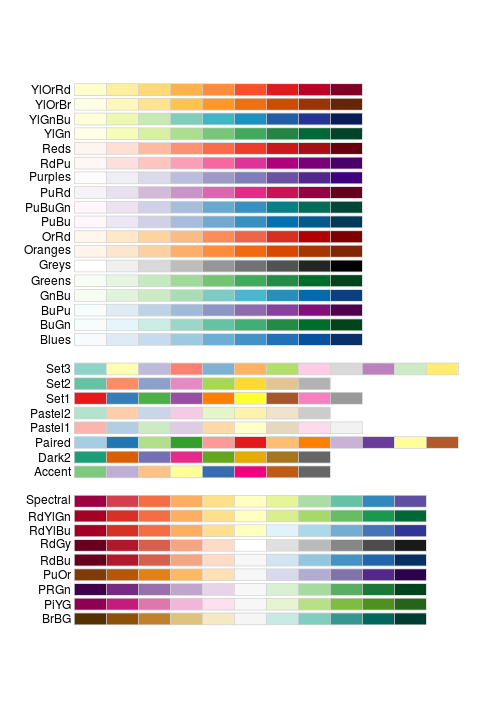 YlOrRd
YlOrBr
YlGnBu
YlGn
Reds
RdPu
Purples
PuRd
PuBuGn
PuBu
OrRd
Oranges
Greys
Greens
GnBu
BuPu
BuGn
Blues
Set3
Set2
Set1
Pastel2
Pastel1
Paired
Dark2
Accent
Spectral
RdYlGn
RdYlBu
RdGy
RdBu
PuOr
PRGn
PiYG
BrBG